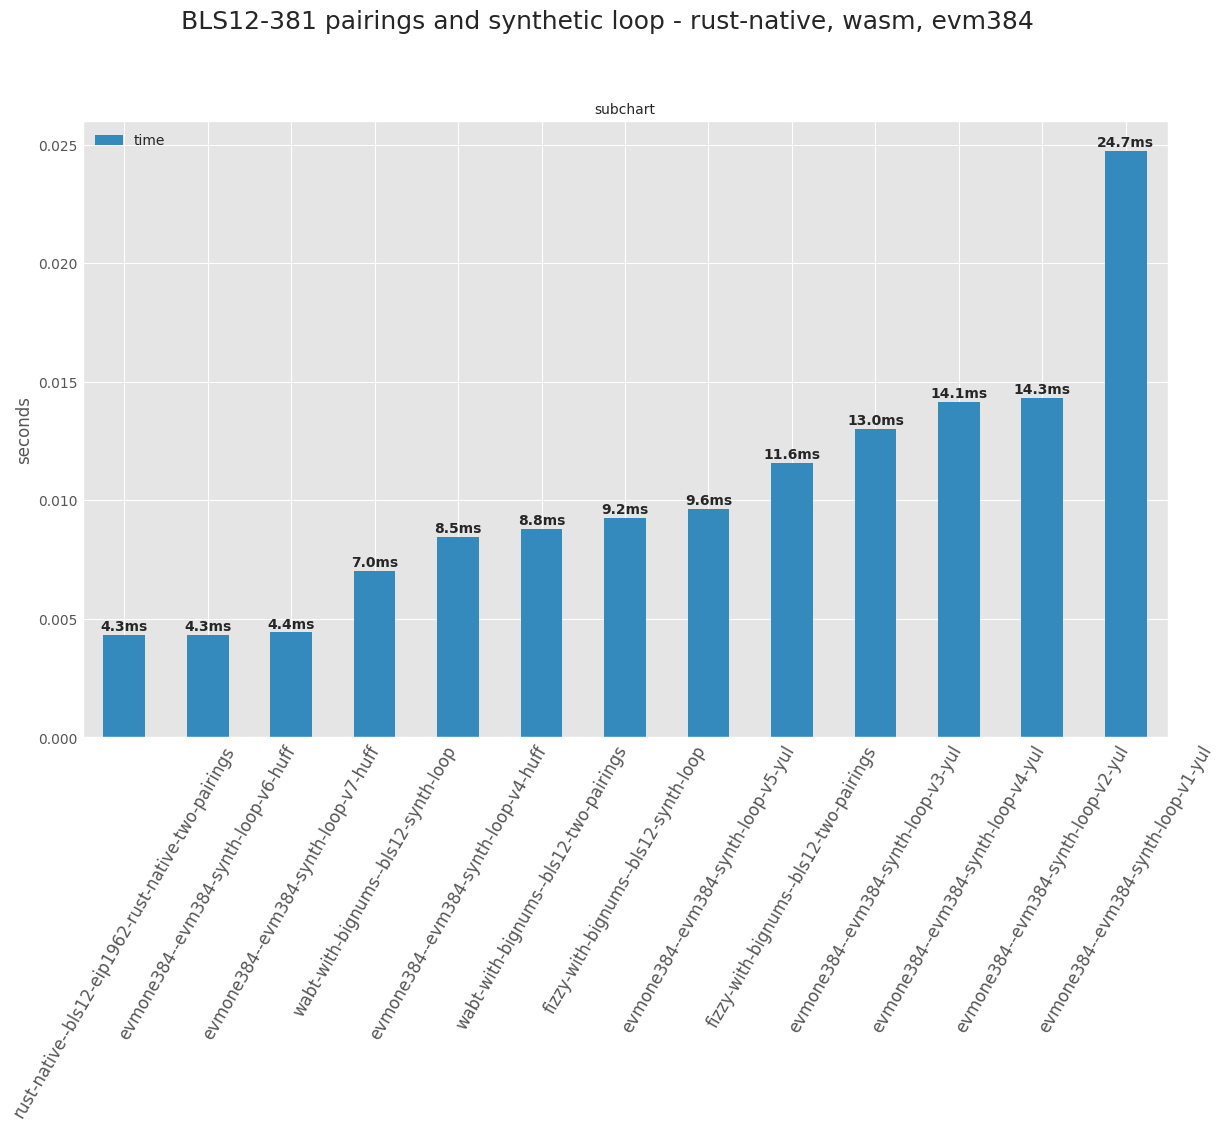 BLS12-381 pairings and synthetic loop - rust-native, wasm, evm384
subchart
time
seconds
0.025
0.020
0.015
0.010
0.005
0.000
4.3ms
4.3ms
4.4ms
7.0ms
8.5ms
8.8ms
9.2ms
9.6ms
11.6ms
13.0ms
14.1ms
14.3ms
24.7ms
rust-native--bls12-eip1962-rust-native-two-pairings
evmone384--evm384-synth-loop-v6-huff
evmone384--evm384-synth-loop-v7-huff
wabt-with-bignums--bls12-synth-loop
evmone384--evm384-synth-loop-v4-huff
wabt-with-bignums--bls12-two-pairings
fizzy-with-bignums--bls12-synth-loop
evmone384--evm384-synth-loop-v5-yul
fizzy-with-bignums--bls12-two-pairings
evmone384--evm384-synth-loop-v3-yul
evmone384--evm384-synth-loop-v4-yul
evmone384--evm384-synth-loop-v2-yul
evmone384--evm384-synth-loop-v1-yul